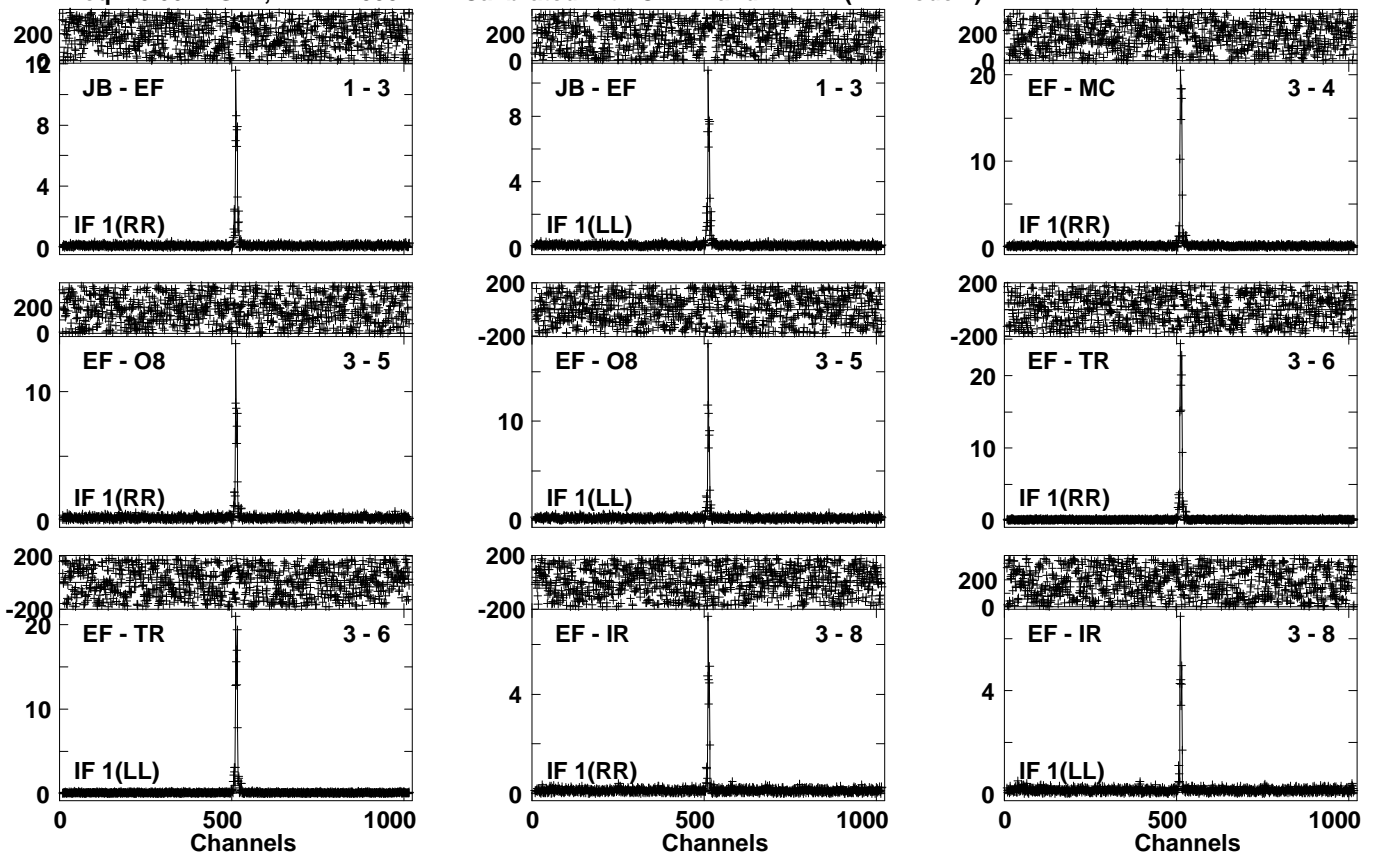 200 200 200
0 0
12 20
JB - EF 1 - 3 JB - EF 1 - 3 EF - MC 3 - 4
8 8 10
4 4
IF 1(RR) IF 1(LL) IF 1(RR)
0 0 0
200 200
200
0 -200 -200
EF - O8 3 - 5 EF - O8 3 - 5 EF - TR 3 - 6
10 10 20
10
IF 1(RR) IF 1(LL) IF 1(RR)
0 0 0
200 200
200
-200 -200 0
20
EF - TR 3 - 6 EF - IR 3 - 8 EF - IR 3 - 8
10 4 4
IF 1(LL) IF 1(RR) IF 1(LL)
0 0 0
0 500 1000 0 500 1000 0 500 1000
Channels Channels Channels